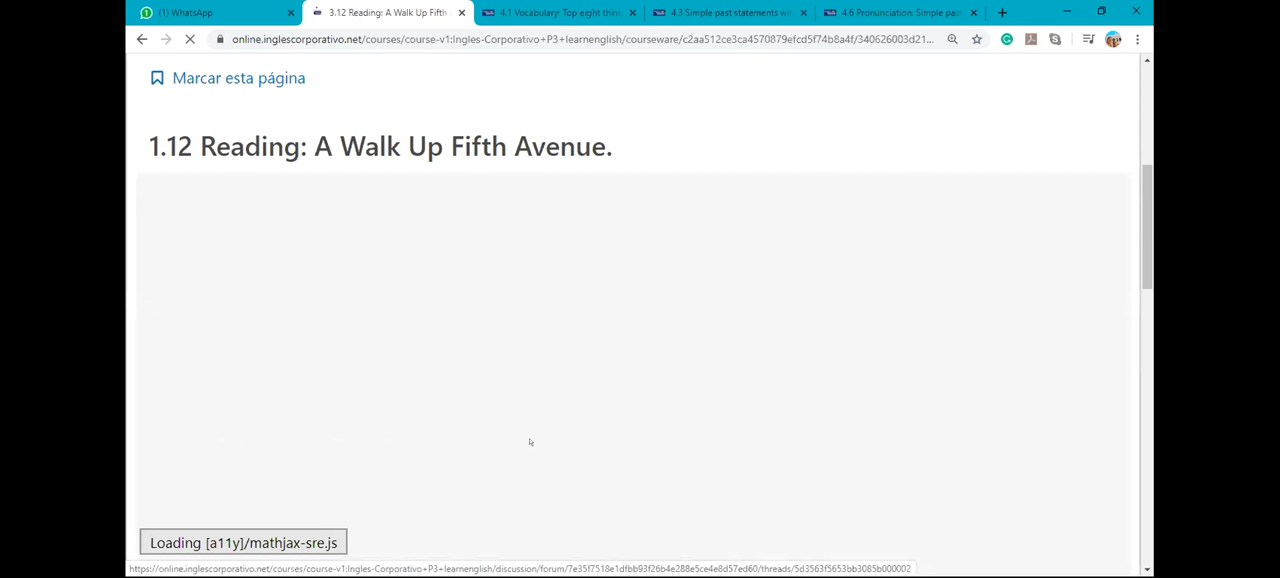 (1) WhatsApp
3.12 Reading: A Walk Up Fifth
4.1 Vocabulary: Top eight thing
4.3 Simple past statements wi
4.6 Pronunciation: Simple past
online.inglescorporativo.net/courses/course-v1:Ingles-Corporativo+P3+learnenglish/courseware/c2aa512ce3ca4570879efcd5f74b8a4f/340626003d21...
Marcar esta página
1.12 Reading: A Walk Up Fifth Avenue.
Loading [a11y]/mathjax-sre.js
https://online.inglescorporativo.net/courses/course-v1:Ingles-Corporativo+P3+learnenglish/discussion/forum/7e35f7518e1dfbb93f26b4e288e5ce4e8d57ed60/threads/5d3563f5653bb3085b000002